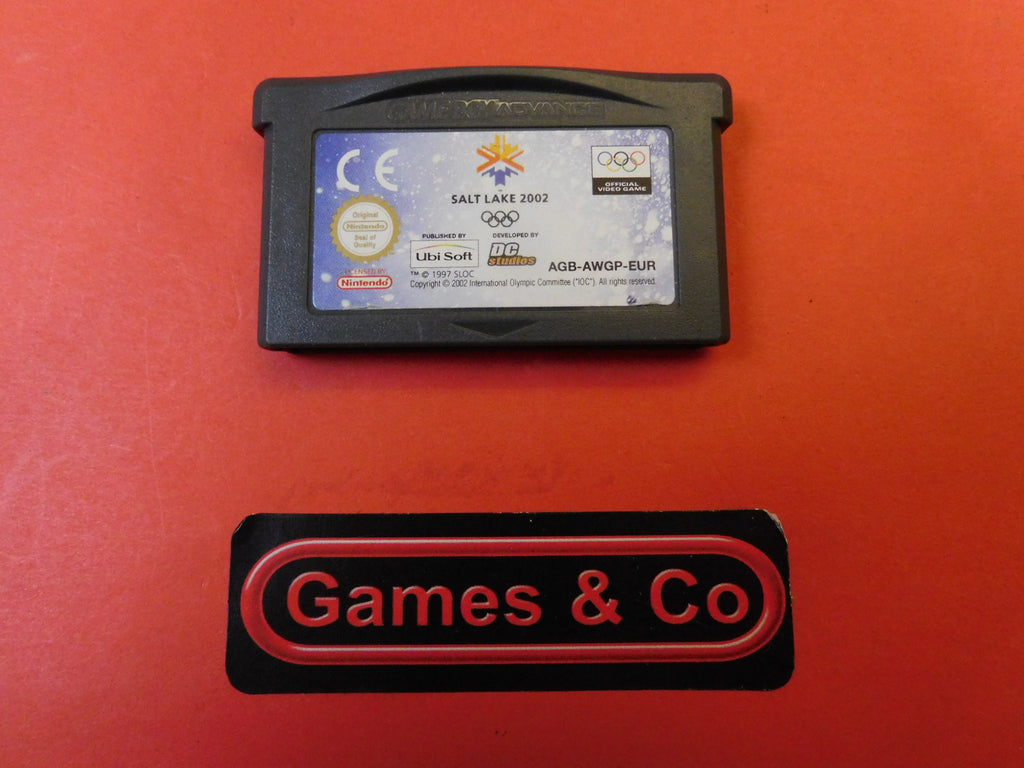 GAME BOY ADVANCE
CE
SALT LAKE 2002
OFFICIAL
VIDEO GAME
Original
Nintendo
Seal of
Quality
PUBLISHED BY
Ubi Soft
DEVELOPED BY
DC
studios
LICENSED BY
Nintendo
AGB-AWGP-EUR
™ © 1997 SLOC
Copyright © 2002 International Olympic Committee ("IOC"). All rights reserved.
Games & Co